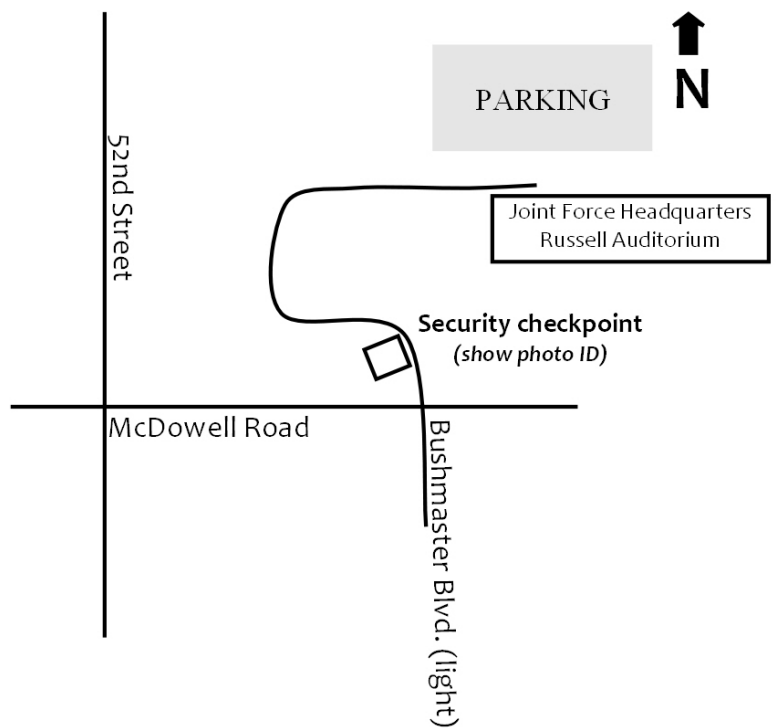 N
PARKING
52nd Street
Joint Force Headquarters
Russell Auditorium
Security checkpoint
(show photo ID)
McDowell Road
Bushmaster Blvd. (light)